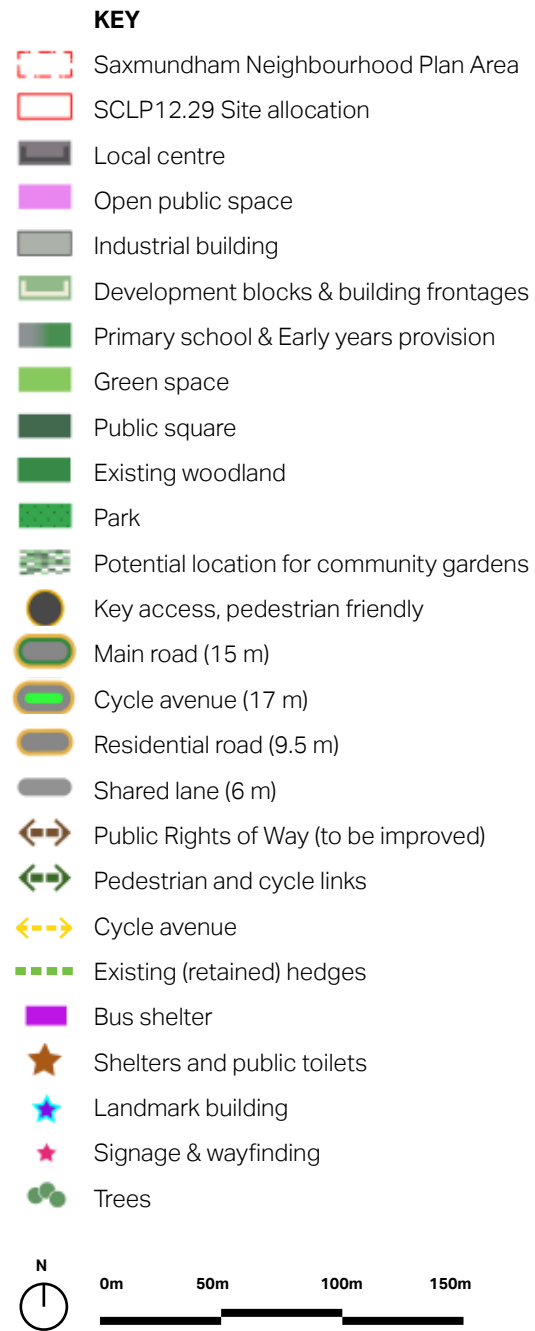 KEY
Saxmundham Neighbourhood Plan Area
SCLP12.29 Site allocation
Local centre
Open public space
Industrial building
Development blocks & building frontages
Primary school & Early years provision
Green space
Public square
Existing woodland
Park
Potential location for community gardens
Key access, pedestrian friendly
Main road (15 m)
Cycle avenue (17 m)
Residential road (9.5 m)
Shared lane (6 m)
Public Rights of Way (to be improved)
Pedestrian and cycle links
Cycle avenue
Existing (retained) hedges
Bus shelter
Shelters and public toilets
Landmark building
Signage & wayfinding
Trees
N
0m 50m 100m 150m